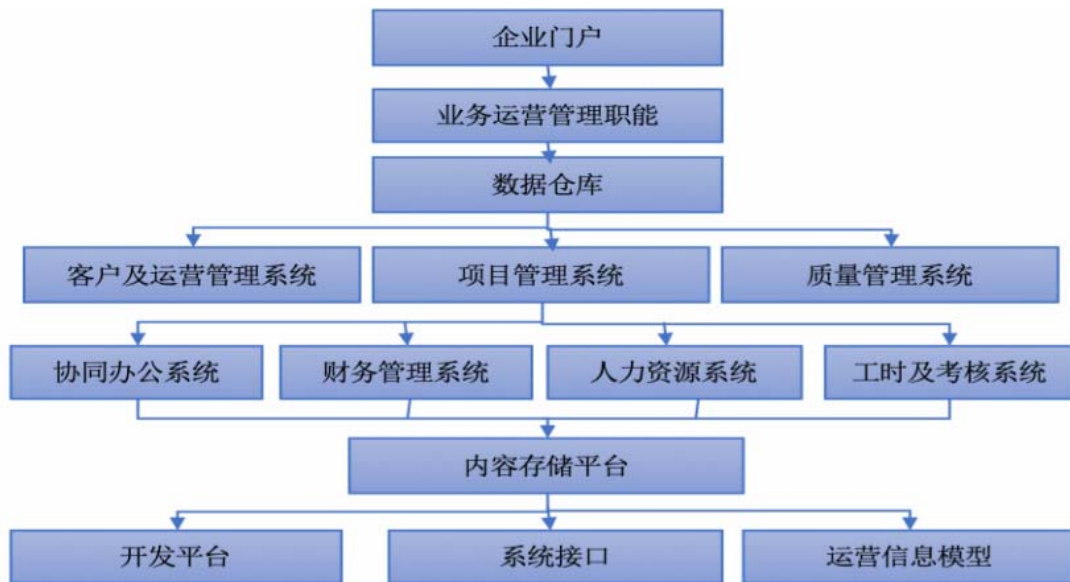 企业门户
业务运营管理职能
数据仓库
客户及运营管理系统
项目管理系统
质量管理系统
协同办公系统
财务管理系统
人力资源系统
工时及考核系统
内容存储平台
开发平台
系统接口
运营信息模型